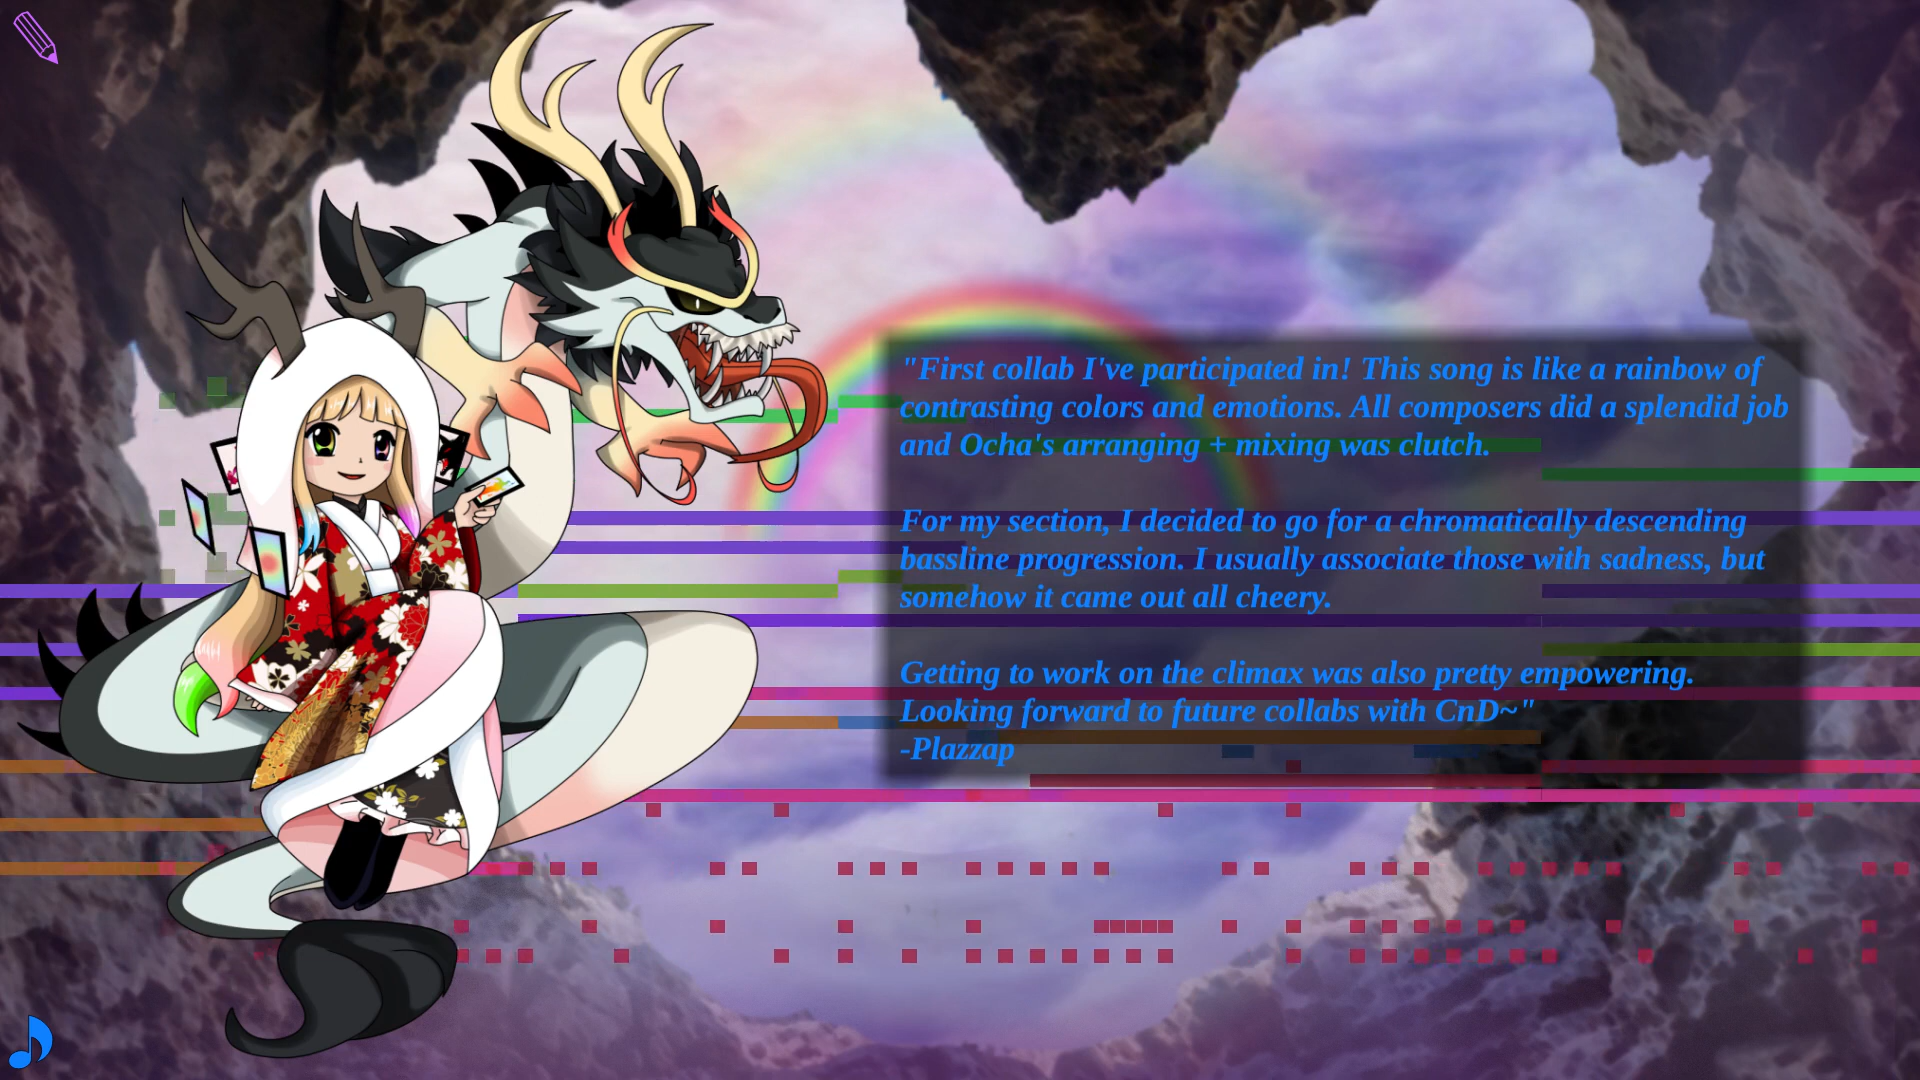 "First collab I've participated in! This song is like a rainbow of
contrasting colors and emotions. All composers did a splendid job
and Ocha's arranging + mixing was clutch.
For my section, I decided to go for a chromatically descending
bassline progression. I usually associate those with sadness, but
somehow it came out all cheery.
Getting to work on the climax was also pretty empowering.
Looking forward to future collabs with CnD~"
-Plazzap